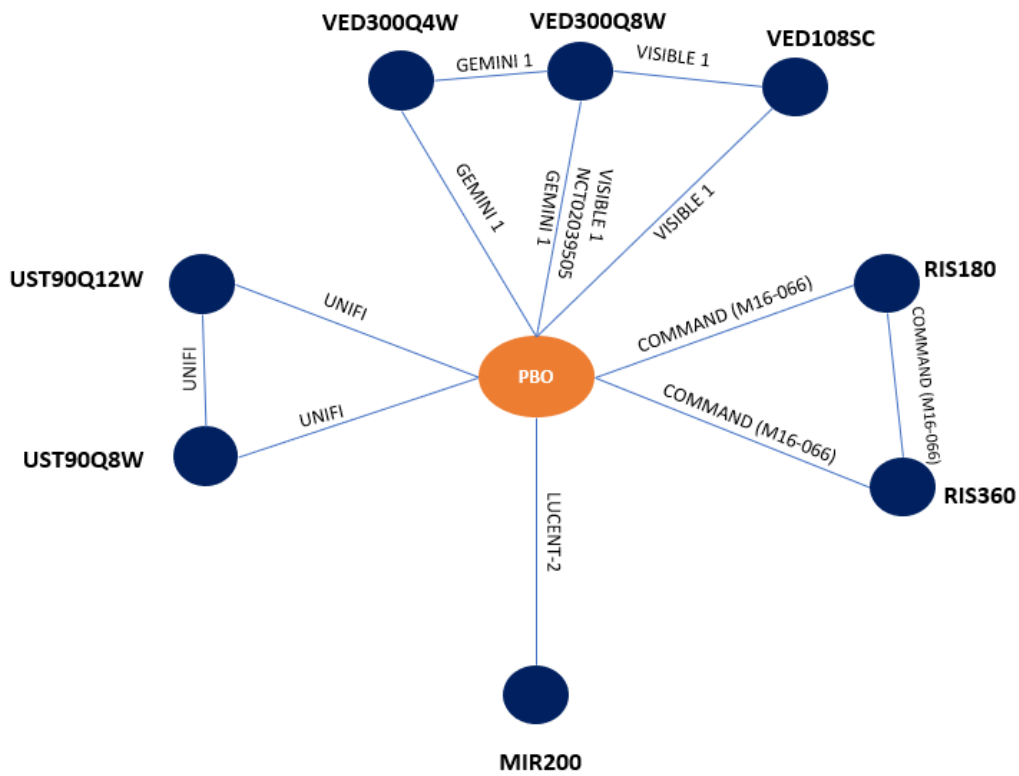 VED300Q4W
VED300Q8W
VED108SC
GEMINI 1
VISIBLE 1
GEMINI 1
GEMINI 1
NCT02039505
VISIBLE 1
VISIBLE 1
UST90Q12W
UNIFI
UNIFI
UNIFI
UST90Q8W
PBO
COMMAND (M16-066)
RIS180
COMMAND (M16-066)
COMMAND (M16-066)
RIS360
LUCENT-2
MIR200